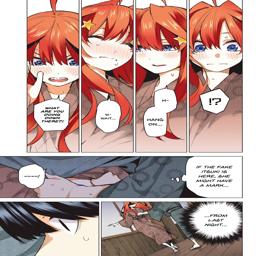 WHAT ARE
YOU DOING
DOWN
THERE?!
W-
WAIT...
H-
HANG
ON...
!?
IF THE FAKE
ITSUKI IS
HERE, SHE
MIGHT HAVE
A MARK...
...FROM
LAST
NIGHT...